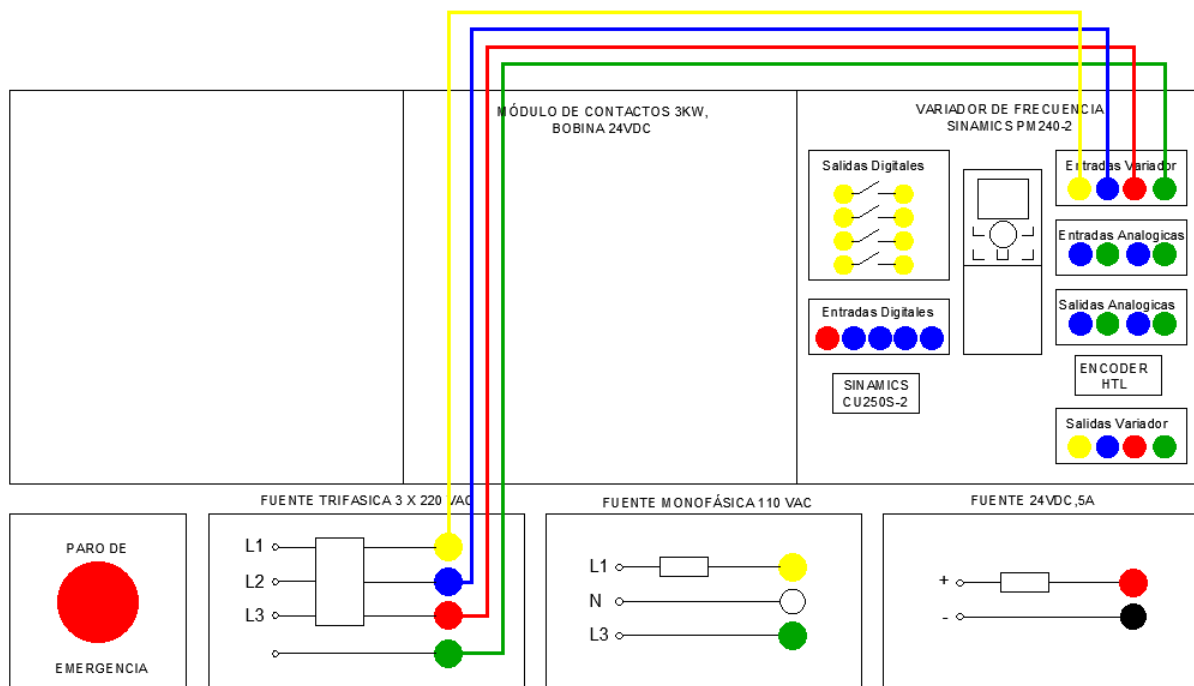 MÓDULO DE CONTACTOS 3KW,
BOBINA 24VDC
VARIADOR DE FRECUENCIA
SINAMICS PM240-2
Salidas Digitales
Entradas Variador
Entradas Analogicas
Entradas Digitales
Salidas Analogicas
SINAMICS
CU250S-2
ENCODER
HTL
Salidas Variador
FUENTE TRIFASICA 3 X 220 VAC
FUENTE MONOFÁSICA 110 VAC
FUENTE 24VDC,5A
PARO DE
EMERGENCIA
L1
L2
L3
L1
N
L3
+
-